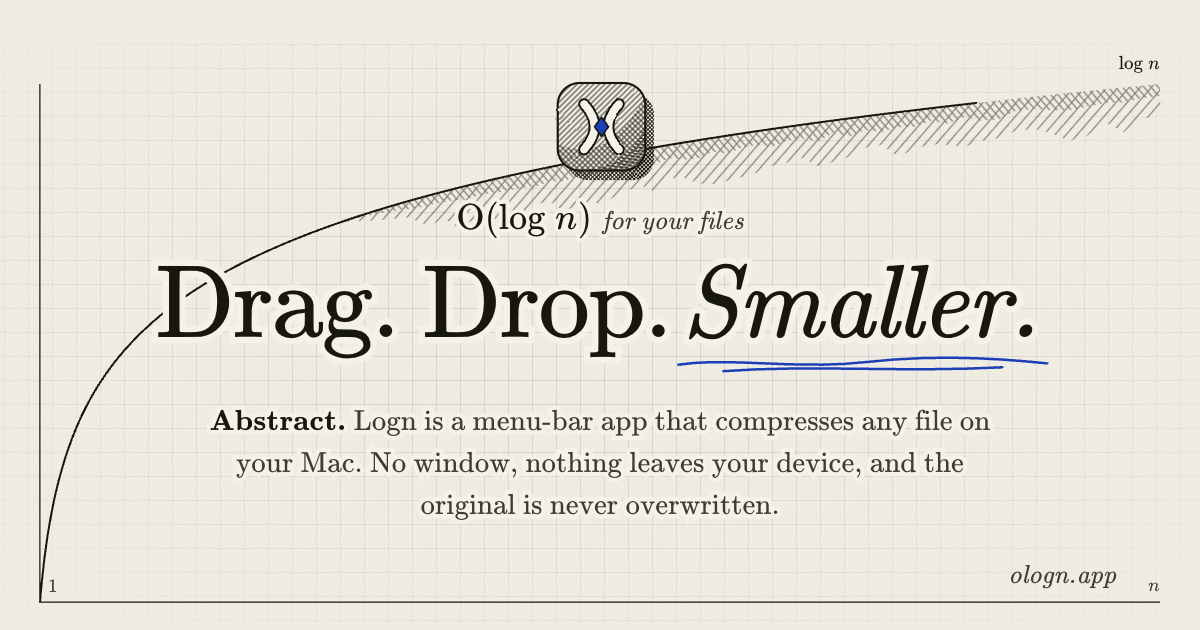 log n
O(log n) for your files
Drag. Drop. Smaller.
Abstract. Logn is a menu-bar app that compresses any file on
your Mac. No window, nothing leaves your device, and the
original is never overwritten.
ologn.app
1
n